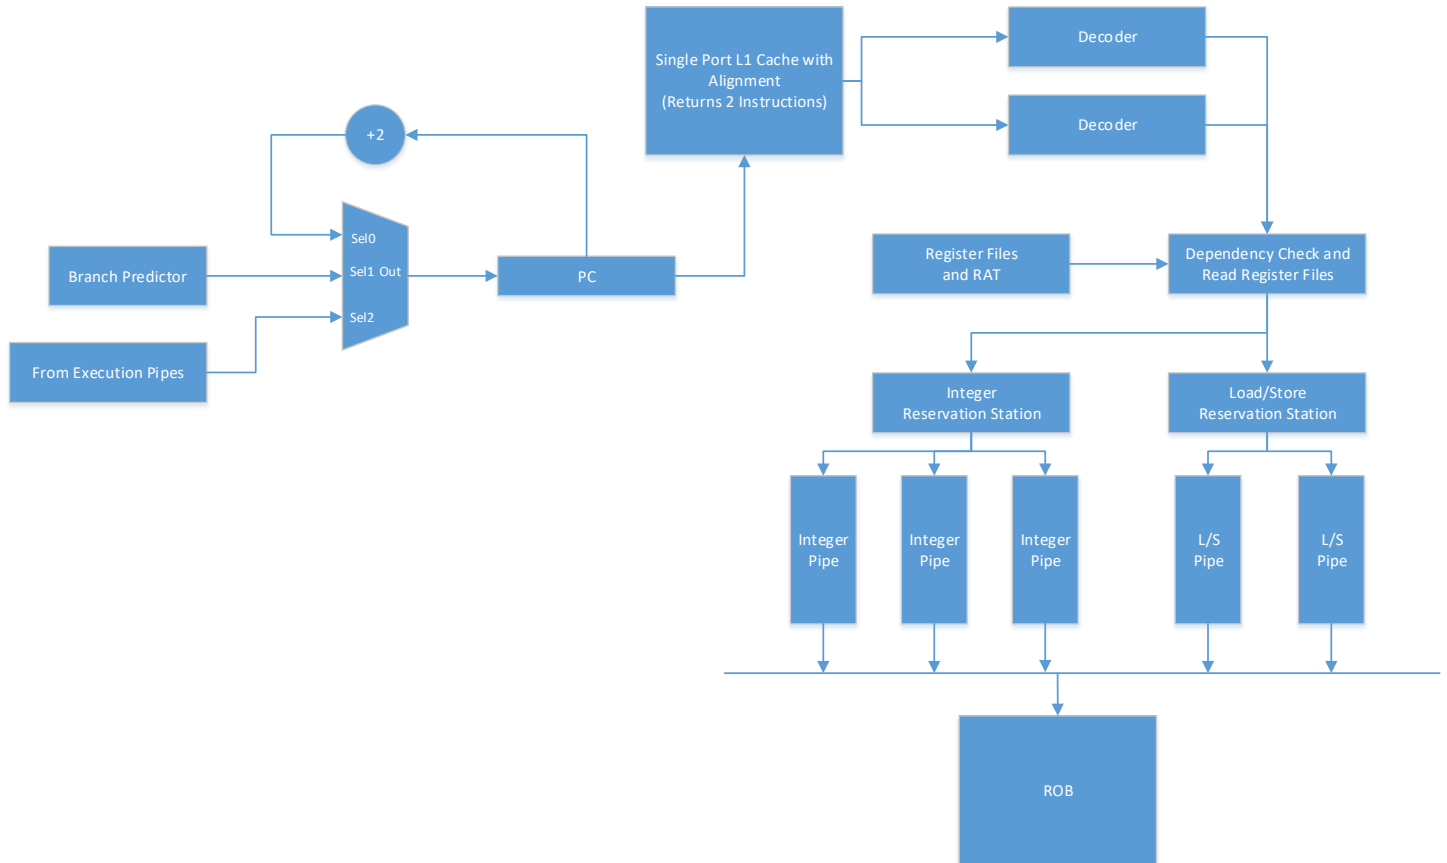 Single Port L1 Cache with
Alignment
(Returns 2 Instructions)
Decoder
Decoder
+2
Sel0
Sel1 Out
Sel2
Branch Predictor
From Execution Pipes
PC
Register Files
and RAT
Dependency Check and
Read Register Files
Integer
Reservation Station
Load/Store
Reservation Station
Integer
Pipe
Integer
Pipe
Integer
Pipe
L/S
Pipe
L/S
Pipe
ROB